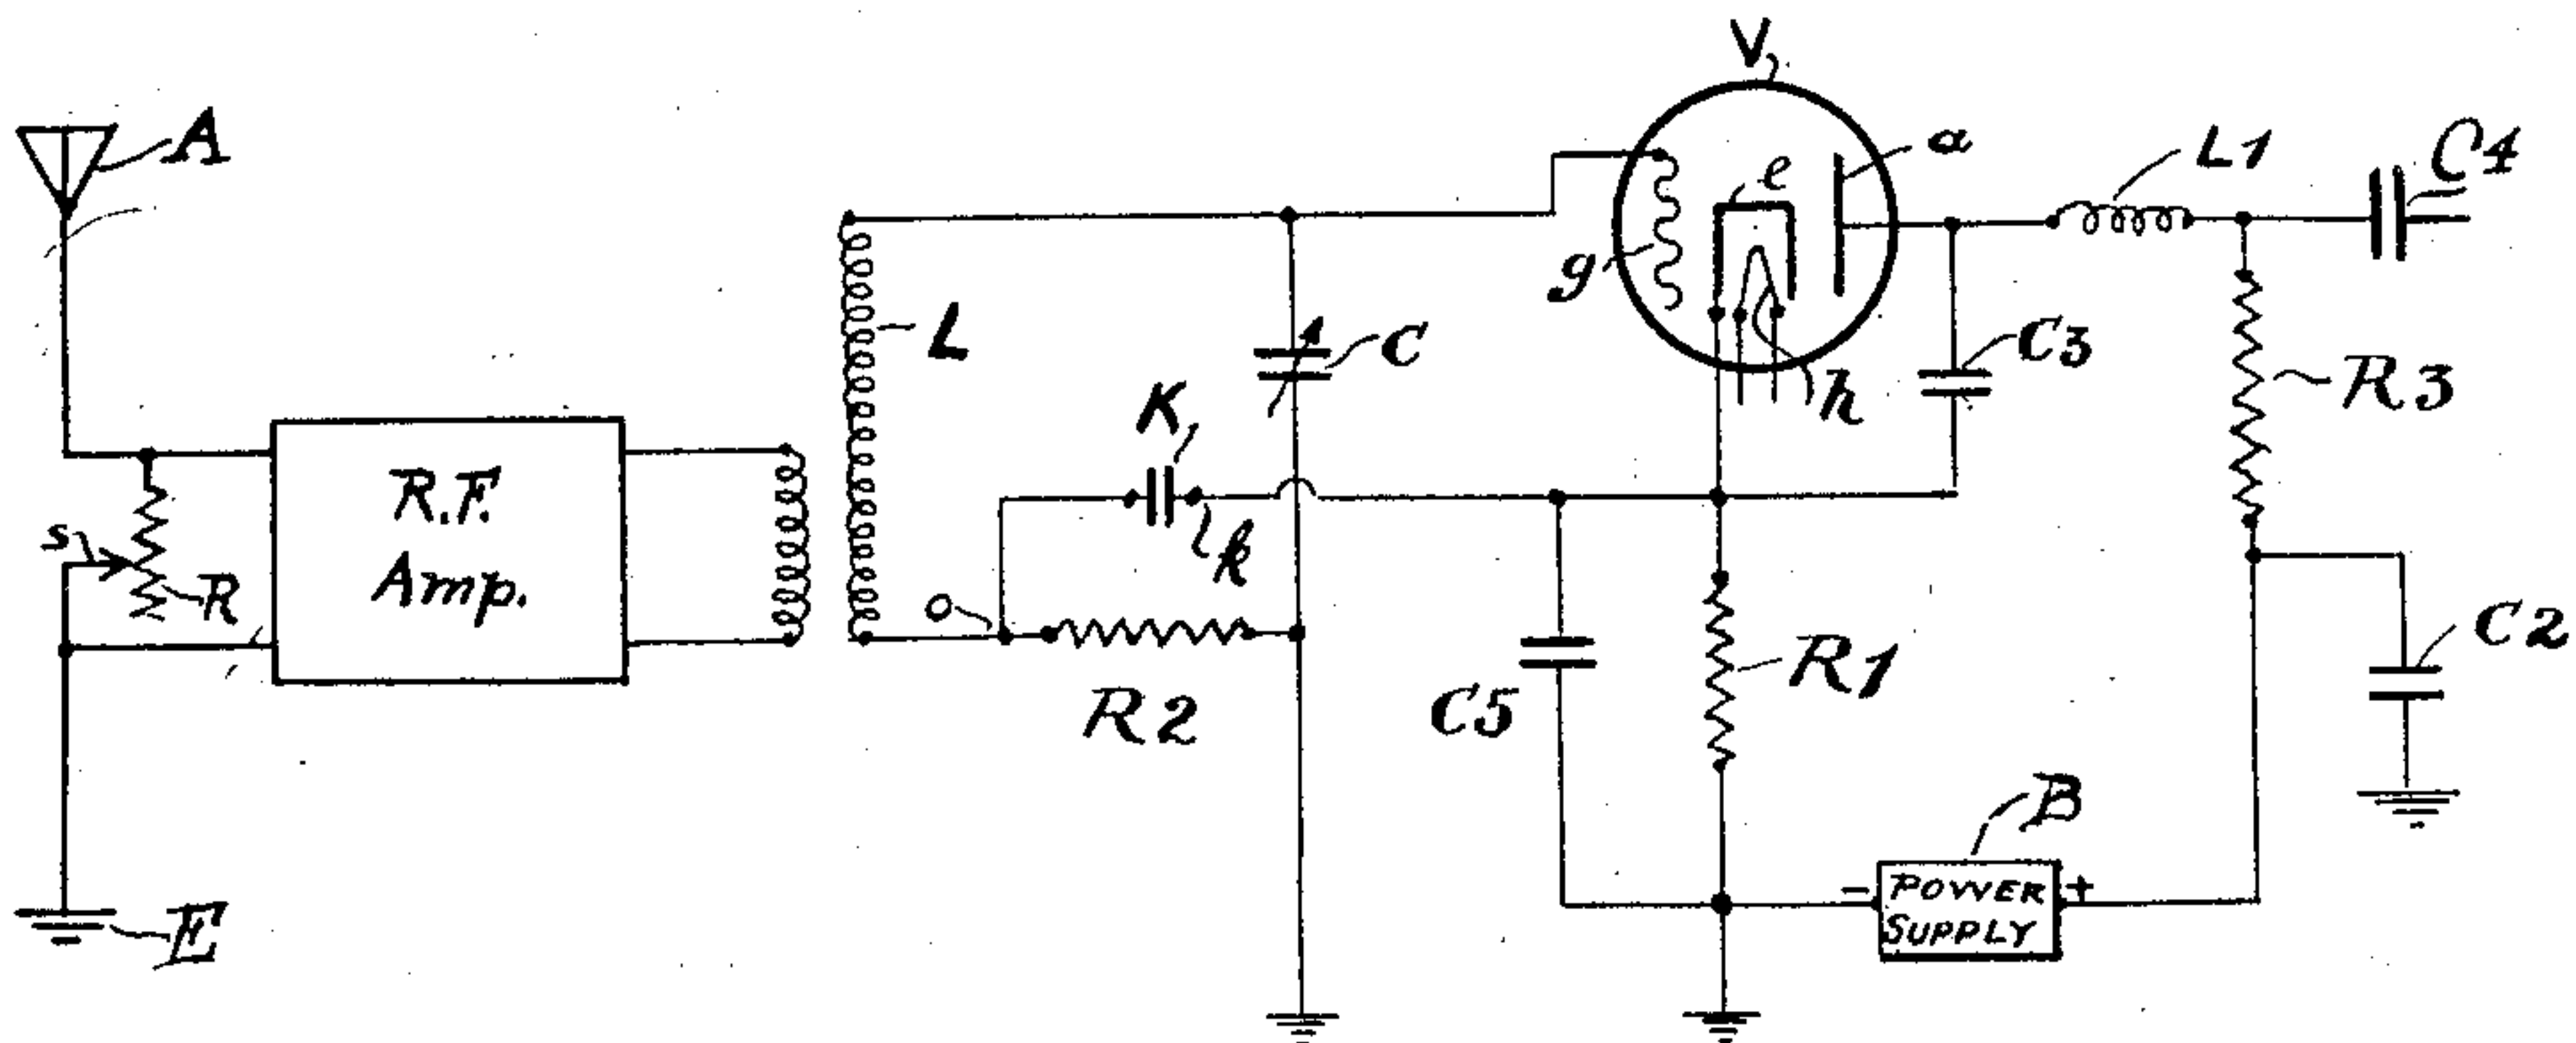 V,
A
e
a
L1
C4
g
L
C
h
C3
R3
K,
k
R.F.
Amp.
s
R
o
R2
C5
R1
C2
B
- POWER +
SUPPLY
E